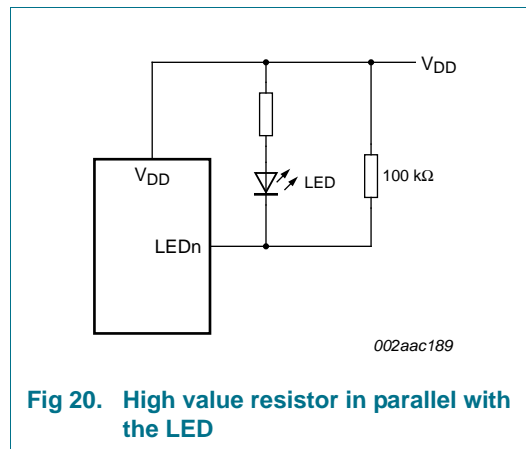 VDD
VDD
LED
100 kΩ
LEDn
002aac189
Fig 20. High value resistor in parallel with
the LED